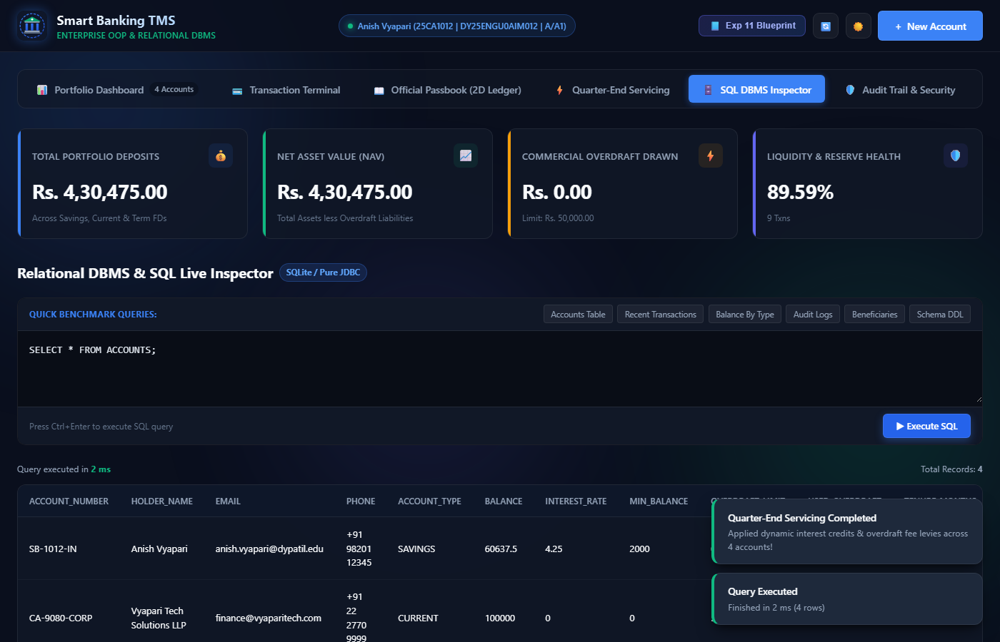 Smart Banking TMS
ENTERPRISE OOP & RELATIONAL DBMS
Anish Vyapari (25CA1012 | DY25ENGU0AIM012 | A/A1)
Exp 11 Blueprint
+ New Account
Portfolio Dashboard 4 Accounts
Transaction Terminal
Official Passbook (2D Ledger)
Quarter-End Servicing
SQL DBMS Inspector
Audit Trail & Security
TOTAL PORTFOLIO DEPOSITS
Rs. 4,30,475.00
Across Savings, Current & Term FDs
NET ASSET VALUE (NAV)
Rs. 4,30,475.00
Total Assets less Overdraft Liabilities
COMMERCIAL OVERDRAFT DRAWN
Rs. 0.00
Limit: Rs. 50,000.00
LIQUIDITY & RESERVE HEALTH
89.59%
9 Txns
Relational DBMS & SQL Live Inspector
SQLite / Pure JDBC
QUICK BENCHMARK QUERIES:
Accounts Table
Recent Transactions
Balance By Type
Audit Logs
Beneficiaries
Schema DDL
SELECT * FROM ACCOUNTS;
Press Ctrl+Enter to execute SQL query
▶ Execute SQL
Query executed in 2 ms
Total Records: 4
ACCOUNT_NUMBER HOLDER_NAME EMAIL PHONE ACCOUNT_TYPE BALANCE INTEREST_RATE MIN_BALANCE
SB-1012-IN
Anish Vyapari
anish.vyapari@dypatil.edu
+91
98201
12345
SAVINGS
60637.5
4.25
2000
CA-9080-CORP
Vyapari Tech
Solutions LLP
finance@vyaparitech.com
+91
22
2770
9999
CURRENT
100000
0
0
Quarter-End Servicing Completed
Applied dynamic interest credits & overdraft fee levies across
4 accounts!
Query Executed
Finished in 2 ms (4 rows)